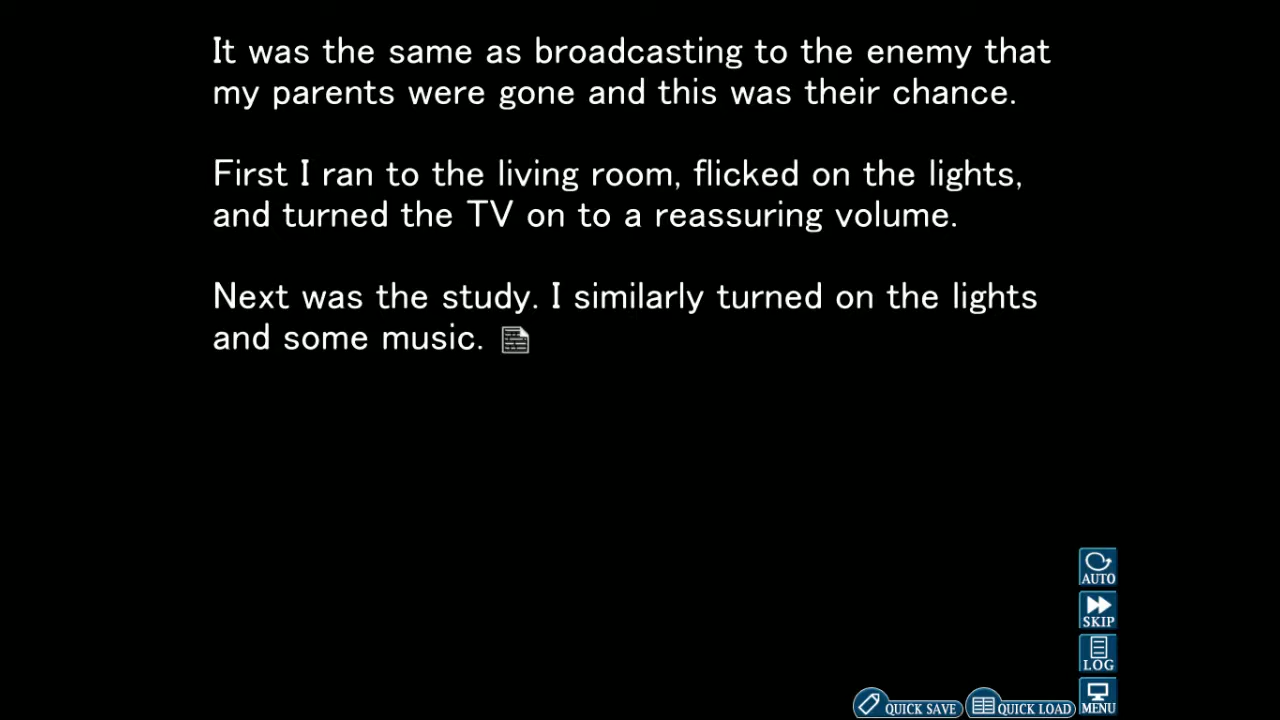 It was the same as broadcasting to the enemy that
my parents were gone and this was their chance.
First I ran to the living room, flicked on the lights,
and turned the TV on to a reassuring volume.
Next was the study. I similarly turned on the lights
and some music.
AUTO
SKIP
LOG
MENU
QUICK SAVE
QUICK LOAD